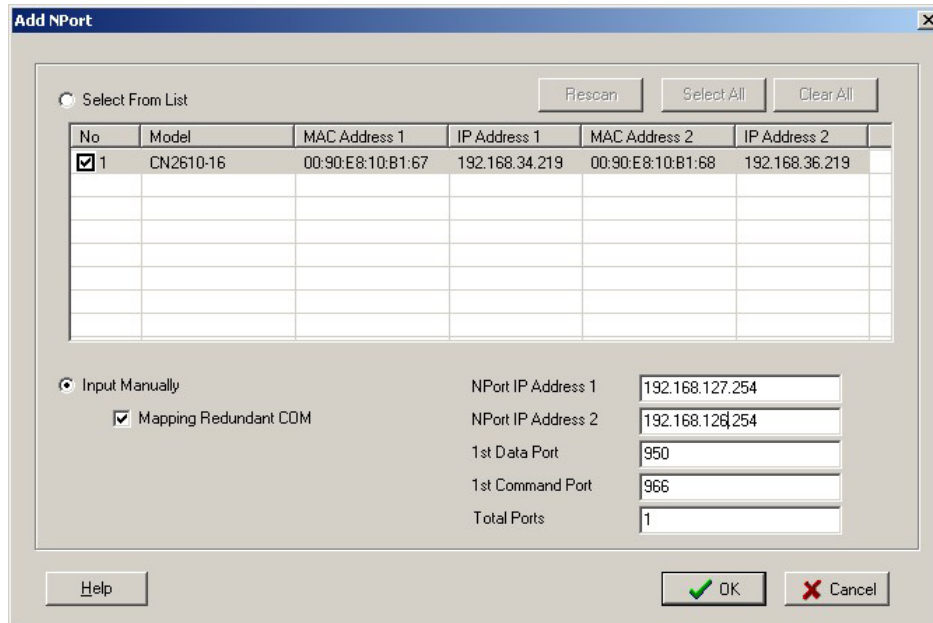 Add NPort
Select From List
Rescan Select All Clear All
No Model MAC Address 1 IP Address 1 MAC Address 2 IP Address 2
1 CN2610-16 00:90:E8:10:B1:67 192.168.34.219 00:90:E8:10:B1:68 192.168.36.219
Input Manually
Mapping Redundant COM
NPort IP Address 1 192.168.127.254
NPort IP Address 2 192.168.126.254
1st Data Port 950
1st Command Port 966
Total Ports 1
Help OK Cancel